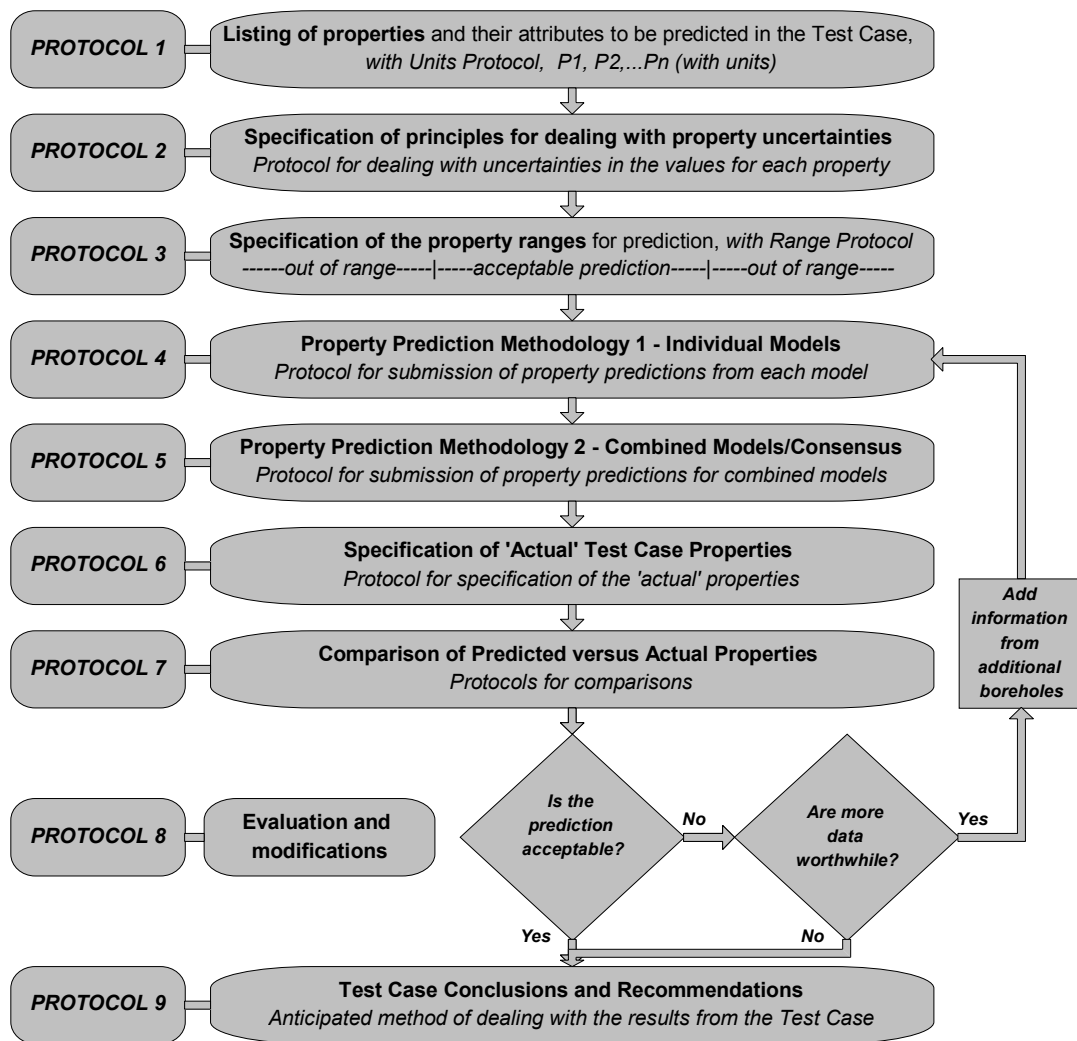 PROTOCOL 1
Listing of properties and their attributes to be predicted in the Test Case,
with Units Protocol, P1, P2,...Pn (with units)
PROTOCOL 2
Specification of principles for dealing with property uncertainties
Protocol for dealing with uncertainties in the values for each property
PROTOCOL 3
Specification of the property ranges for prediction, with Range Protocol
------out of range-----|-----acceptable prediction-----|-----out of range-----
PROTOCOL 4
Property Prediction Methodology 1 - Individual Models
Protocol for submission of property predictions from each model
PROTOCOL 5
Property Prediction Methodology 2 - Combined Models/Consensus
Protocol for submission of property predictions for combined models
PROTOCOL 6
Specification of 'Actual' Test Case Properties
Protocol for specification of the 'actual' properties
Add
information
from
additional
boreholes
PROTOCOL 7
Comparison of Predicted versus Actual Properties
Protocols for comparisons
PROTOCOL 8
Evaluation and
modifications
Is the
prediction
acceptable?
No
Are more
data
worthwhile?
Yes
Yes
No
PROTOCOL 9
Test Case Conclusions and Recommendations
Anticipated method of dealing with the results from the Test Case